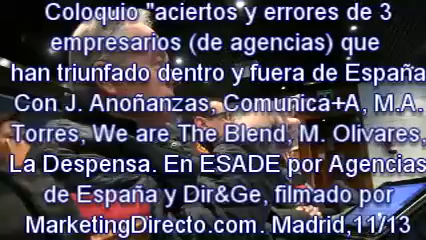 Coloquio "aciertos y errores de 3
empresarios (de agencias) que
han triunfado dentro y fuera de España
Con J. Anoñanzas, Comunica+A, M.A.
Torres, We are The Blend, M. Olivares,
La Despensa. En ESADE por Agencias
de España y Dir&Ge, filmado por
MarketingDirecto.com. Madrid,11/13